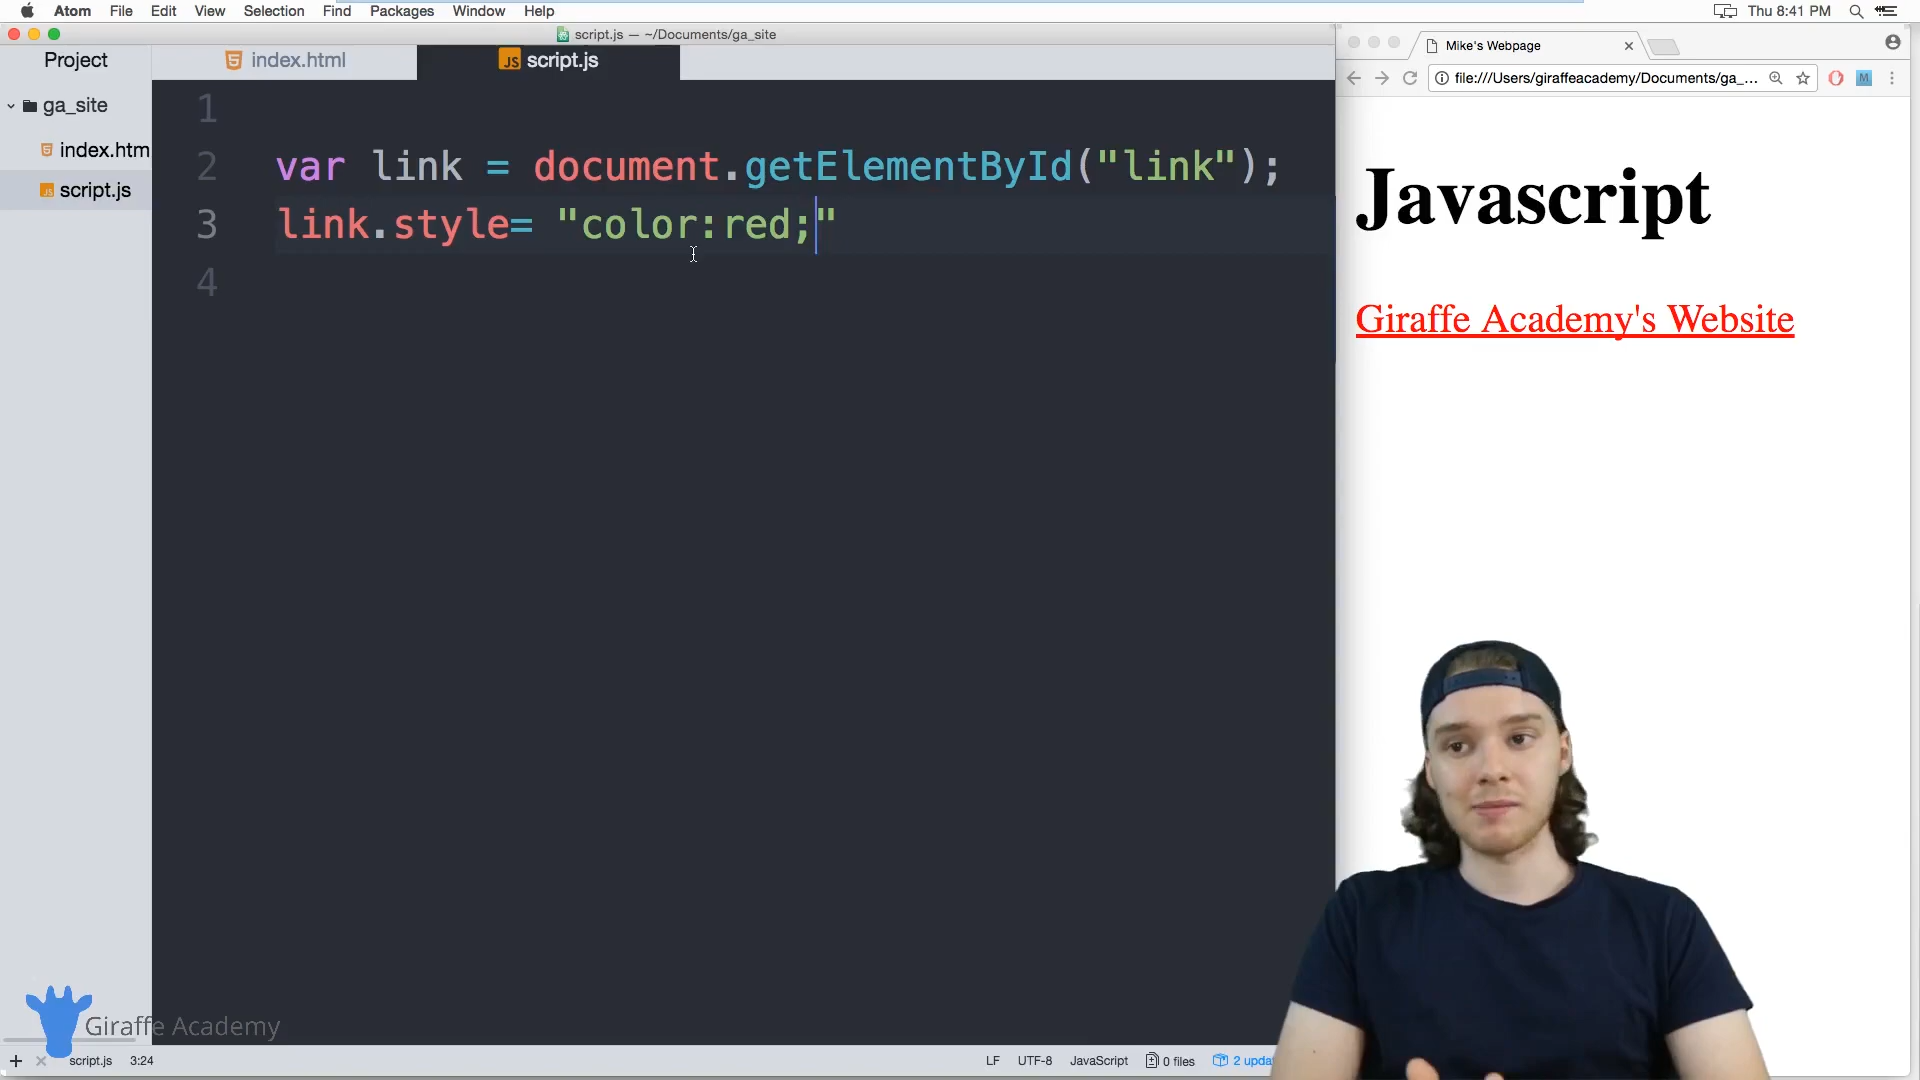 Atom File Edit View Selection Find Packages Window Help
Thu 8:41 PM
script.js — ~/Documents/ga_site
Project
index.html
script.js
Mike's Webpage
file:///Users/giraffeacademy/Documents/ga_...
ga_site
index.htm
script.js
1
2 var link = document.getElementById("link");
3 link.style= "color:red;"
4
Javascript
Giraffe Academy's Website
Giraffe Academy
script.js 3:24
LF UTF-8 JavaScript 0 files 2 upda